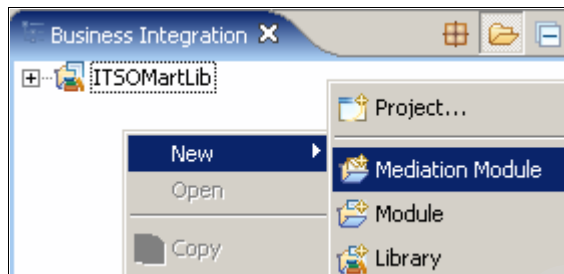 Business Integration
ITSOMartLib
Project...
New
Mediation Module
Open
Module
Copy
Library